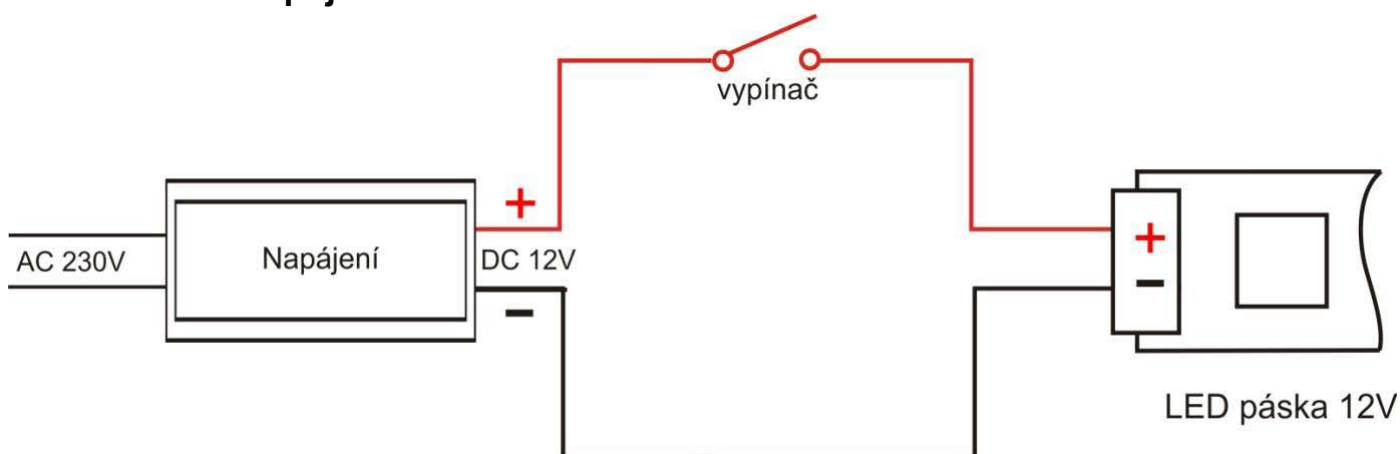 vypínač
+
+
AC 230V
Napájení
DC 12V
-
-
LED páska 12V